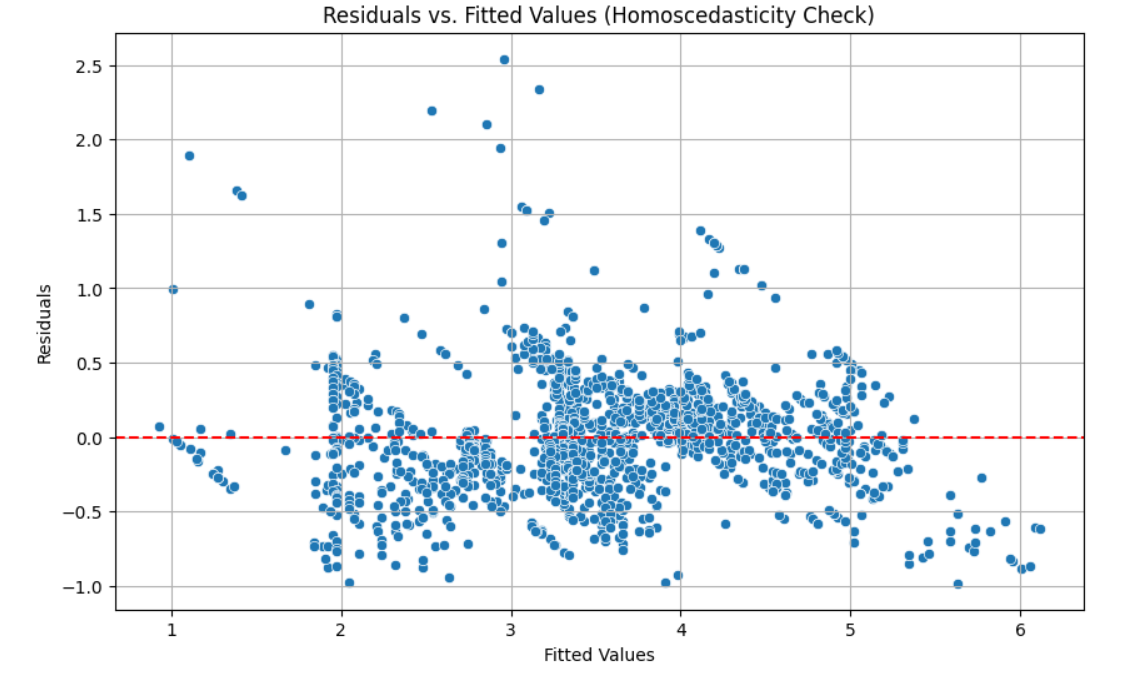 Residuals vs. Fitted Values (Homoscedasticity Check)
2.5
2.0
1.5
1.0
0.5
0.0
−0.5
−1.0
Residuals
1 2 3 4 5 6
Fitted Values